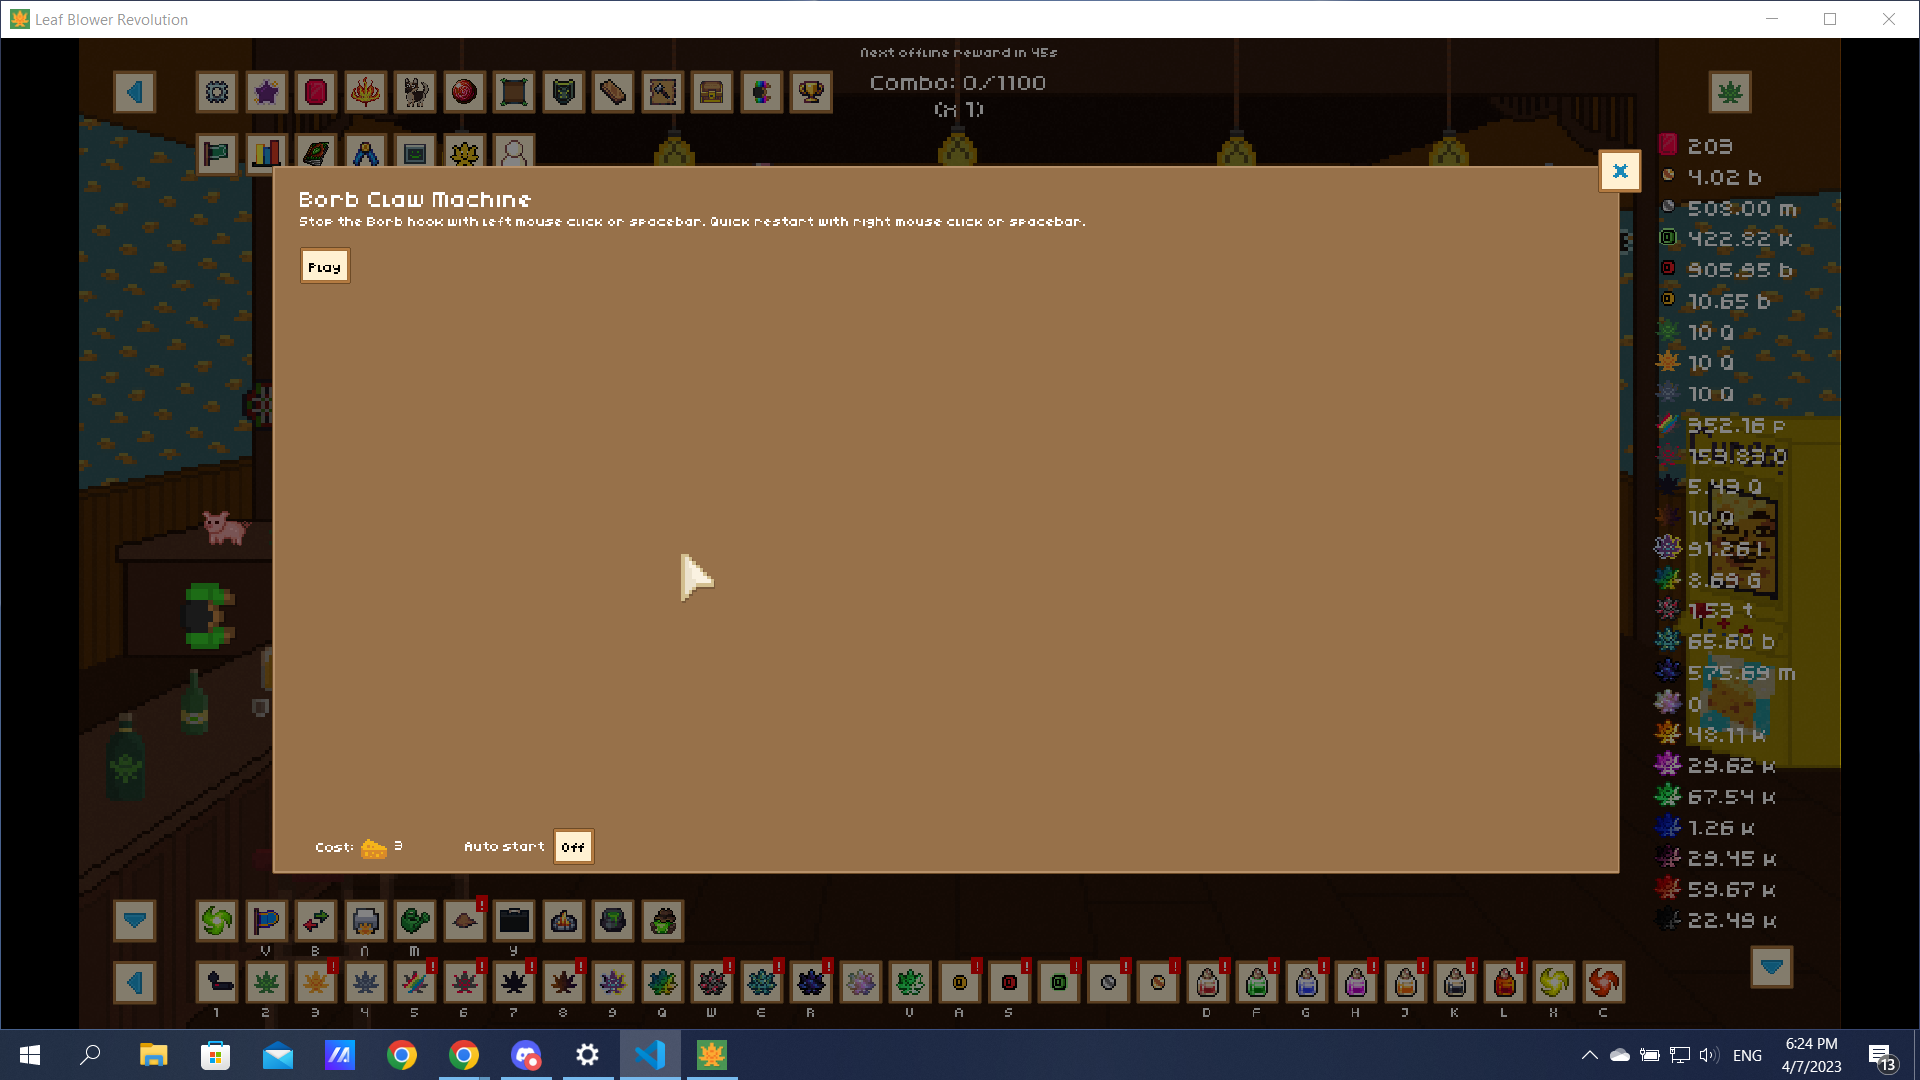 Leaf Blower Revolution
Next offline reward in 45s
Combo: 0/1100
(x 1)
203
4.02 b
Borb Claw Machine
508.00 m
Stop the Borb hook with left mouse click or spacebar. Quick restart with right mouse click or spacebar.
422.82 k
Play
905.95 b
10.65 b
10 Q
10 Q
10 Q
352.16 p
153.83 O
5.43 Q
10 Q
91.26 i
8.69 G
1.53 t
65.60 b
575.69 m
0
48.11 k
29.62 k
67.54 k
1.26 k
Cost: 3 Auto start Off
29.45 k
59.67 k
22.49 k
V B N M Y
1 2 3 4 5 6 7 8 9 Q W E R V A S D F G H J K L X C
ENG
6:24 PM
4/7/2023
13